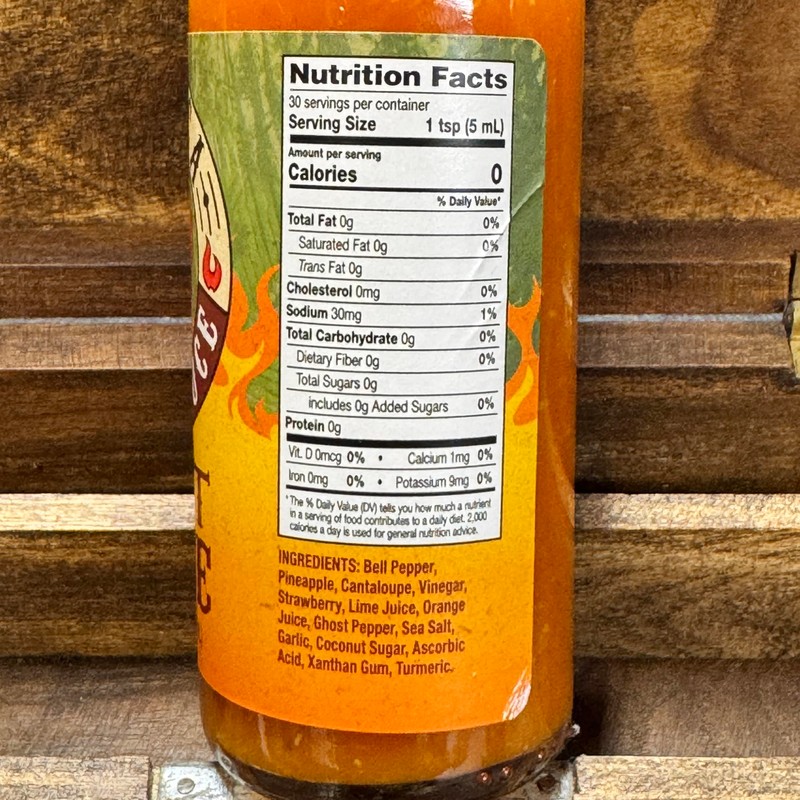 Nutrition Facts
30 servings per container
Serving Size 1 tsp (5 mL)
Amount per serving
Calories 0
% Daily Value*
Total Fat 0g 0%
Saturated Fat 0g 0%
Trans Fat 0g
Cholesterol 0mg 0%
Sodium 30mg 1%
Total Carbohydrate 0g 0%
Dietary Fiber 0g 0%
Total Sugars 0g
includes 0g Added Sugars 0%
Protein 0g
Vit. D 0mcg 0% • Calcium 1mg 0%
Iron 0mg 0% • Potassium 9mg 0%
*The % Daily Value (DV) tells you how much a nutrient
in a serving of food contributes to a daily diet. 2,000
calories a day is used for general nutrition advice.
INGREDIENTS: Bell Pepper,
Pineapple, Cantaloupe, Vinegar,
Strawberry, Lime Juice, Orange
Juice, Ghost Pepper, Sea Salt,
Garlic, Coconut Sugar, Ascorbic
Acid, Xanthan Gum, Turmeric.